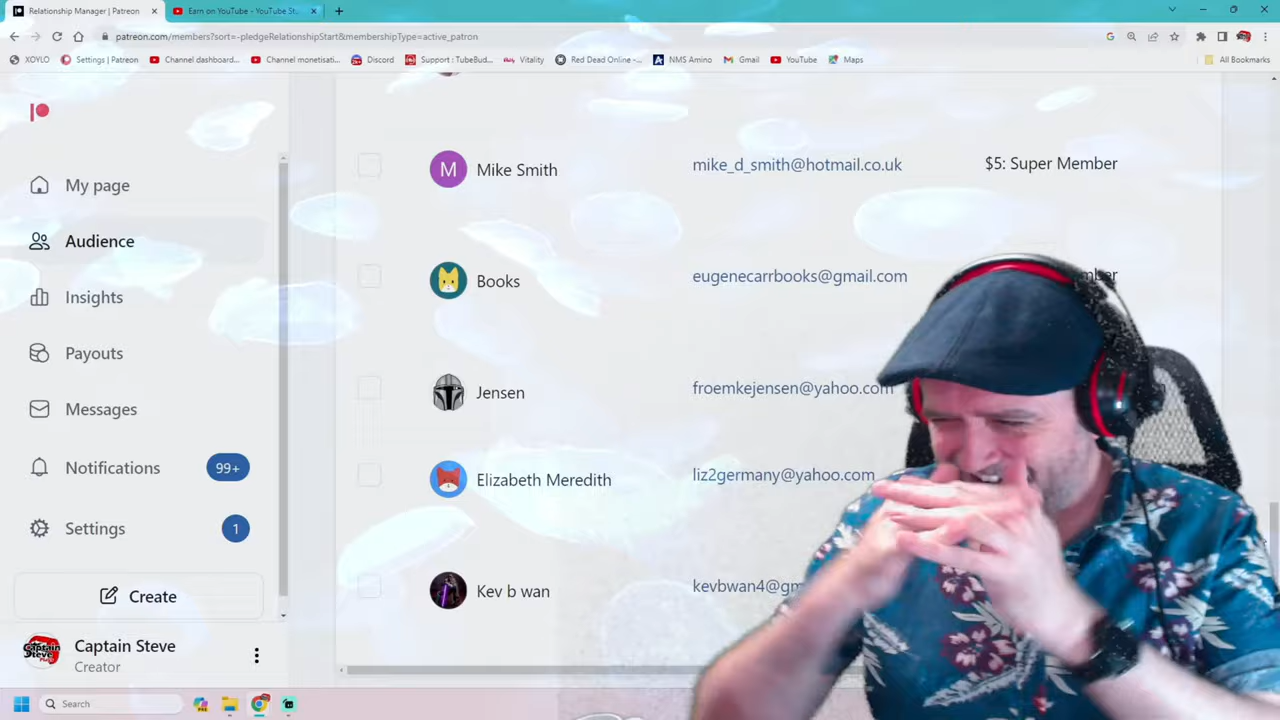 Relationship Manager | Patreon
Earn on YouTube - YouTube St...
patreon.com/members?sort=-pledgeRelationshipStart&membershipType=active_patron
XOYLO
Settings | Patreon
Channel dashboard...
Channel monetisati...
Discord
Support : TubeBud...
Vitality
Red Dead Online -...
NMS Amino
Gmail
YouTube
Maps
All Bookmarks
My page
Audience
Insights
Payouts
Messages
Notifications 99+
Settings 1
Create
Captain Steve
Creator
M Mike Smith mike_d_smith@hotmail.co.uk $5: Super Member
Books eugenecarrbooks@gmail.com
Jensen froemkejensen@yahoo.com
Elizabeth Meredith liz2germany@yahoo.com
Kev b wan kevbwan4@gm
Search